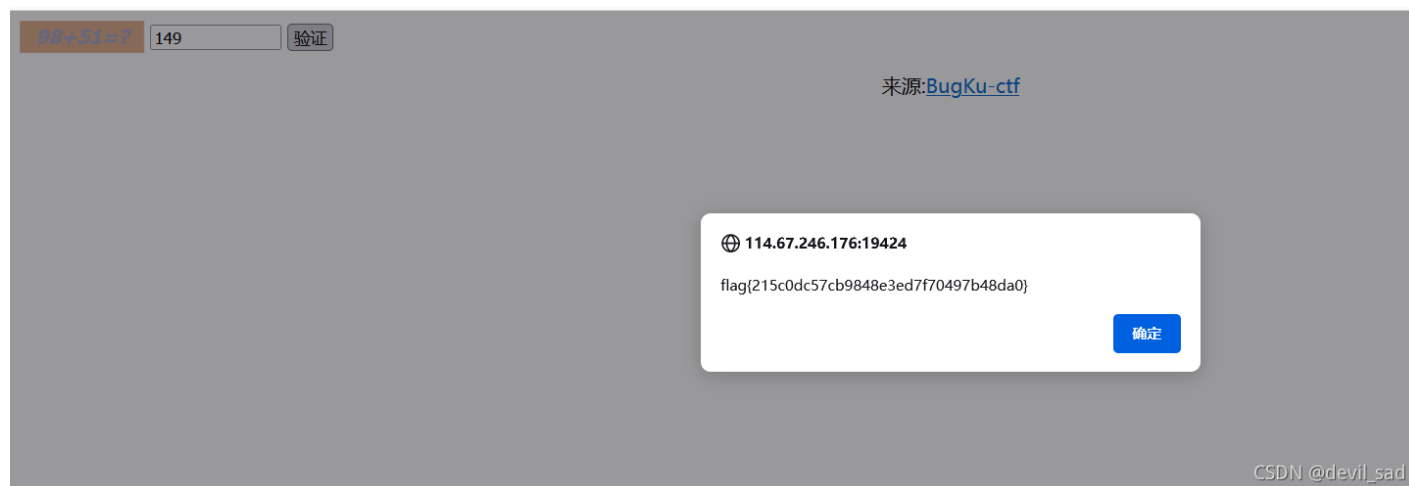 98+51=? 149 验证
来源:BugKu-ctf
114.67.246.176:19424
flag{215c0dc57cb9848e3ed7f70497b48da0}
确定
CSDN @devil_sad